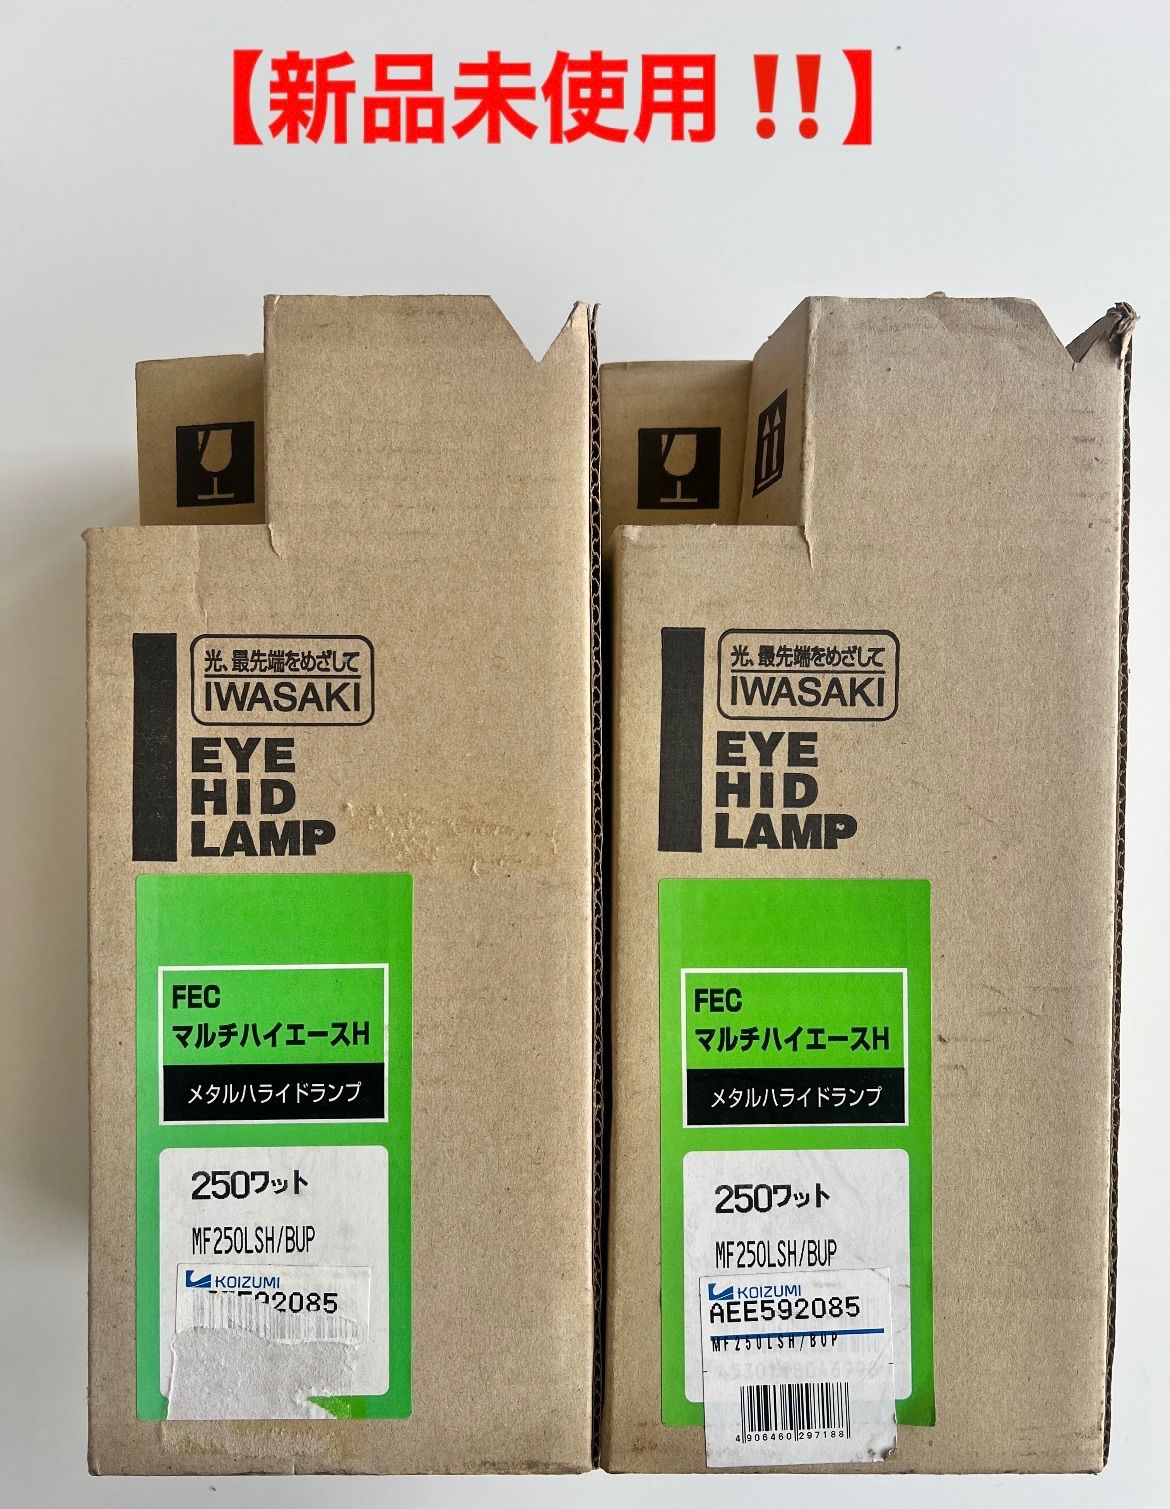 【新品未使用‼️】
光、最先端をめざして
IWASAKI
EYE
HID
LAMP
FEC
マルチハイエースH
メタルハライドランプ
250ワット
MF250LSH/BUP
KOIZUMI
592085
光、最先端をめざして
IWASAKI
EYE
HID
LAMP
FEC
マルチハイエースH
メタルハライドランプ
250ワット
MF250LSH/BUP
KOIZUMI
AEE592085
MF250LSH/BUP
4 906460 297188